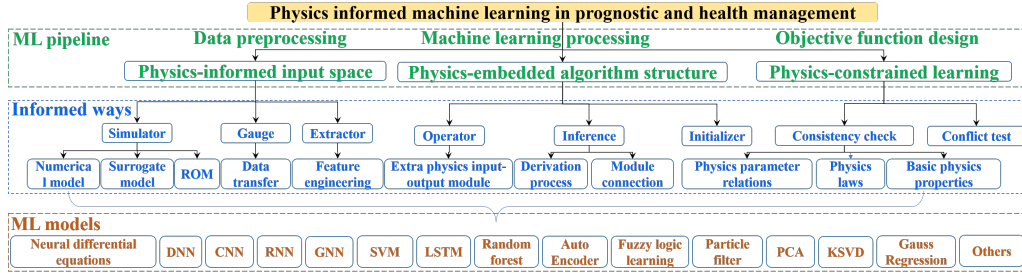 Physics informed machine learning in prognostic and health management
ML pipeline
Data preprocessing
Machine learning processing
Objective function design
Physics-informed input space
Physics-embedded algorithm structure
Physics-constrained learning
Informed ways
Simulator
Gauge
Extractor
Operator
Inference
Initializer
Consistency check
Conflict test
Numerica
l model
Surrogate
model
ROM
Data
transfer
Feature
engineering
Extra physics input-
output module
Derivation
process
Module
connection
Physics parameter
relations
Physics
laws
Basic physics
properties
ML models
Neural differential
equations
DNN
CNN
RNN
GNN
SVM
LSTM
Random
forest
Auto
Encoder
Fuzzy logic
learning
Particle
filter
PCA
KSVD
Gauss
Regression
Others